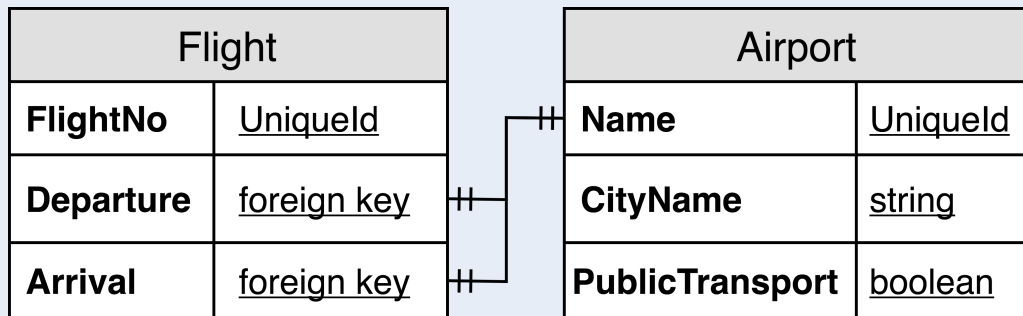 Flight
FlightNo UniqueId
Departure foreign key
Arrival foreign key
Airport
Name UniqueId
CityName string
PublicTransport boolean